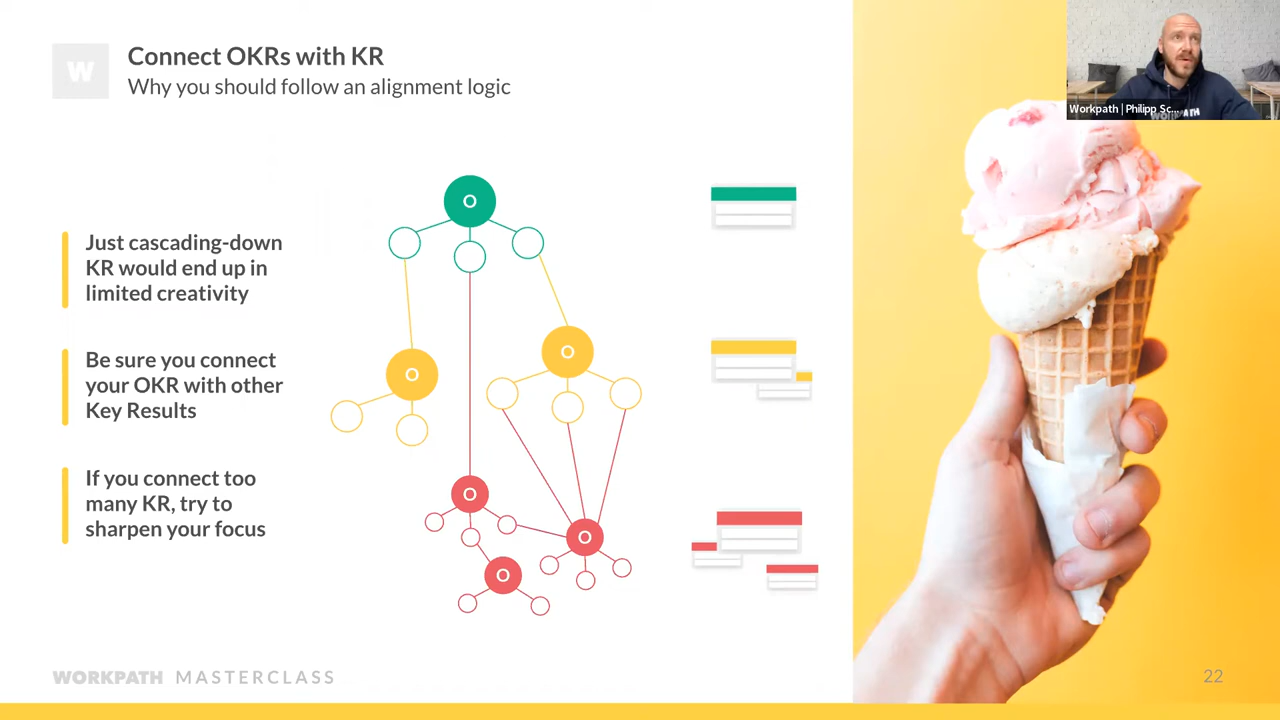 W
Connect OKRs with KR
Why you should follow an alignment logic
Workpath | Philipp Sc...
Just cascading-down
KR would end up in
limited creativity
Be sure you connect
your OKR with other
Key Results
If you connect too
many KR, try to
sharpen your focus
O
O
O
O
O
O
WORKPATH MASTERCLASS
22